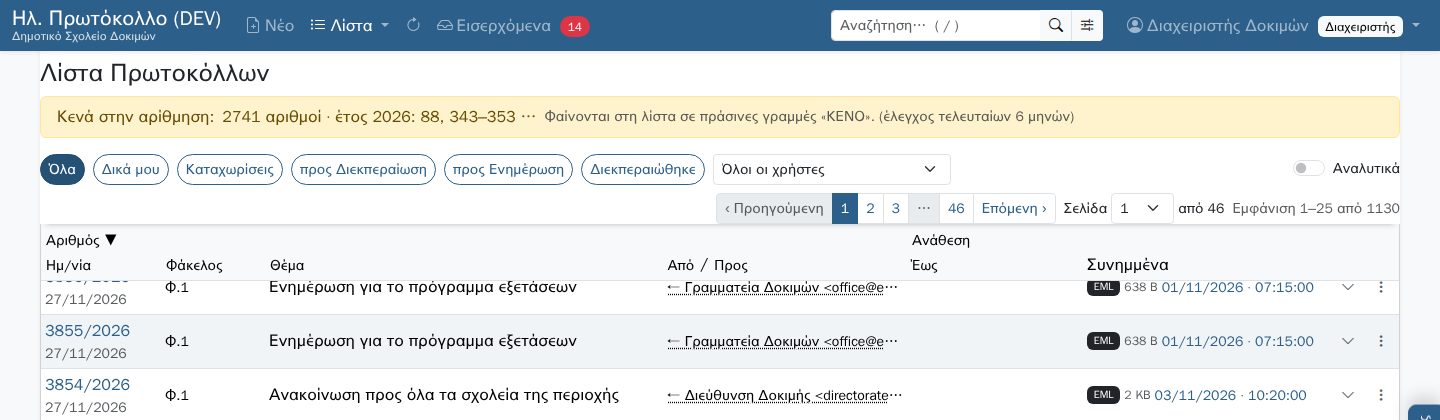 Ηλ. Πρωτόκολλο (DEV)
Δημοτικό Σχολείο Δοκιμών
Νέο
Λίστα
Εισερχόμενα 14
Αναζήτηση… ( / )
Διαχειριστής Δοκιμών Διαχειριστής
Λίστα Πρωτοκόλλων
Κενά στην αρίθμηση: 2741 αριθμοί · έτος 2026: 88, 343–353 … Φαίνονται στη λίστα σε πράσινες γραμμές «ΚΕΝΟ». (έλεγχος τελευταίων 6 μηνών)
Όλα Δικά μου Καταχωρίσεις προς Διεκπεραίωση προς Ενημέρωση Διεκπεραιώθηκε Όλοι οι χρήστες Αναλυτικά
‹ Προηγούμενη 1 2 3 … 46 Επόμενη › Σελίδα 1 από 46 Εμφάνιση 1–25 από 1130
Αριθμός ▼ Ανάθεση
Ημ/νία Φάκελος Θέμα Από / Προς Έως Συνημμένα
Φ.1 Ενημέρωση για το πρόγραμμα εξετάσεων ← Γραμματεία Δοκιμών <office@e… EML 638 B 01/11/2026 · 07:15:00
27/11/2026
3855/2026
Φ.1 Ενημέρωση για το πρόγραμμα εξετάσεων ← Γραμματεία Δοκιμών <office@e… EML 638 B 01/11/2026 · 07:15:00
27/11/2026
3854/2026
Φ.1 Ανακοίνωση προς όλα τα σχολεία της περιοχής ← Διεύθυνση Δοκιμής <directorate… EML 2 KB 03/11/2026 · 10:20:00
27/11/2026